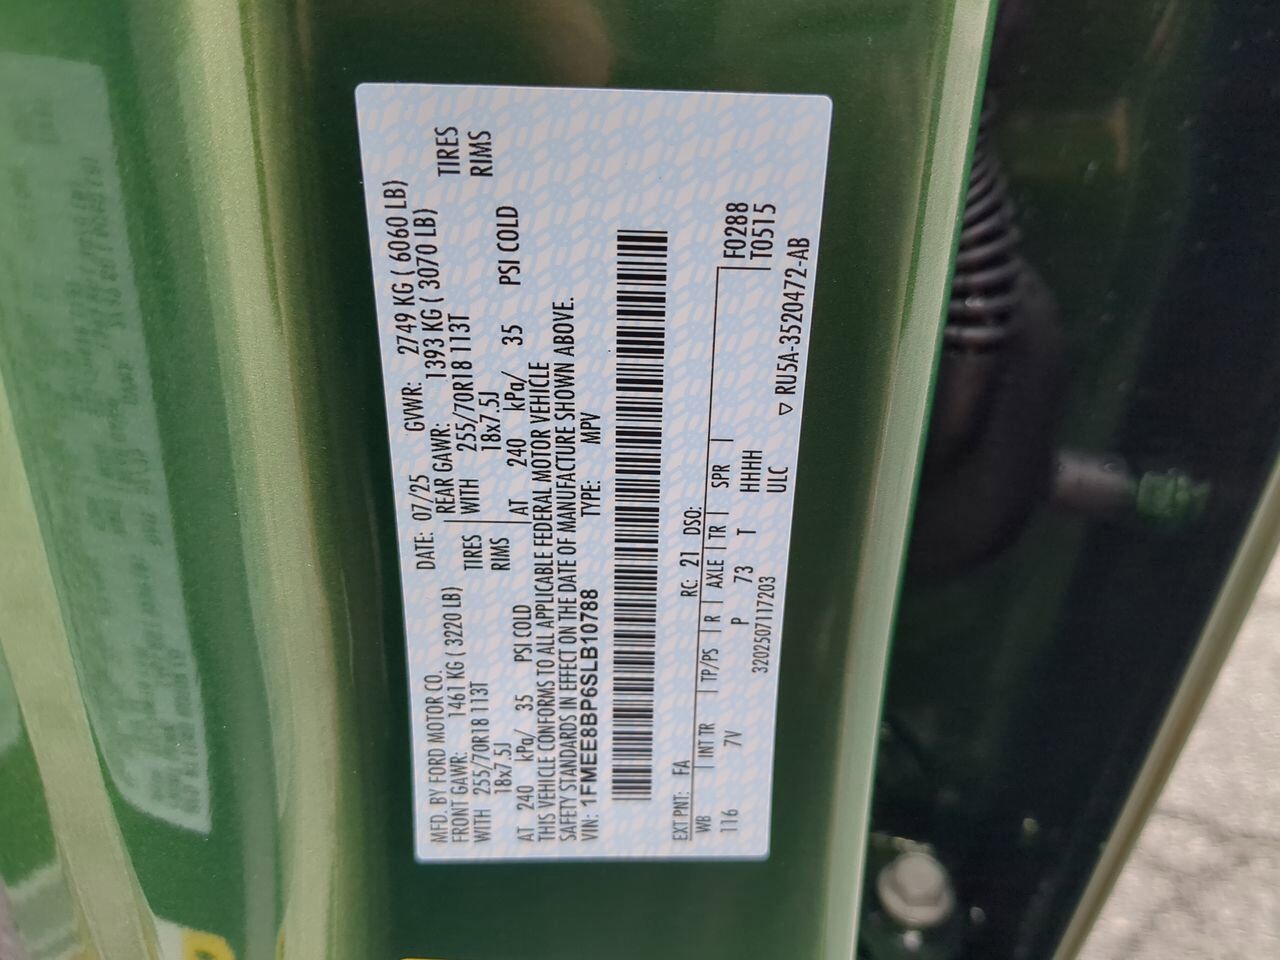 MFD. BY FORD MOTOR CO.
DATE: 07/25 GVWR: 2749 KG ( 6060 LB)
FRONT GAWR: 1461 KG ( 3220 LB) REAR GAWR: 1393 KG ( 3070 LB)
WITH 255/70R18 113T TIRES WITH 255/70R18 113T TIRES
18x7.5J RIMS 18x7.5J RIMS
AT 240 kPa/ 35 PSI COLD AT 240 kPa/ 35 PSI COLD
THIS VEHICLE CONFORMS TO ALL APPLICABLE FEDERAL MOTOR VEHICLE
SAFETY STANDARDS IN EFFECT ON THE DATE OF MANUFACTURE SHOWN ABOVE.
VIN: 1FMEE8BP6SLB10788 TYPE: MPV
EXT PNT: FA RC: 21 DSO:
WB INT TR TP/PS R AXLE TR SPR F0288
116 7V P 73 T HHHH T0515
3202507117203 ULC ▽ RU5A-3520472-AB